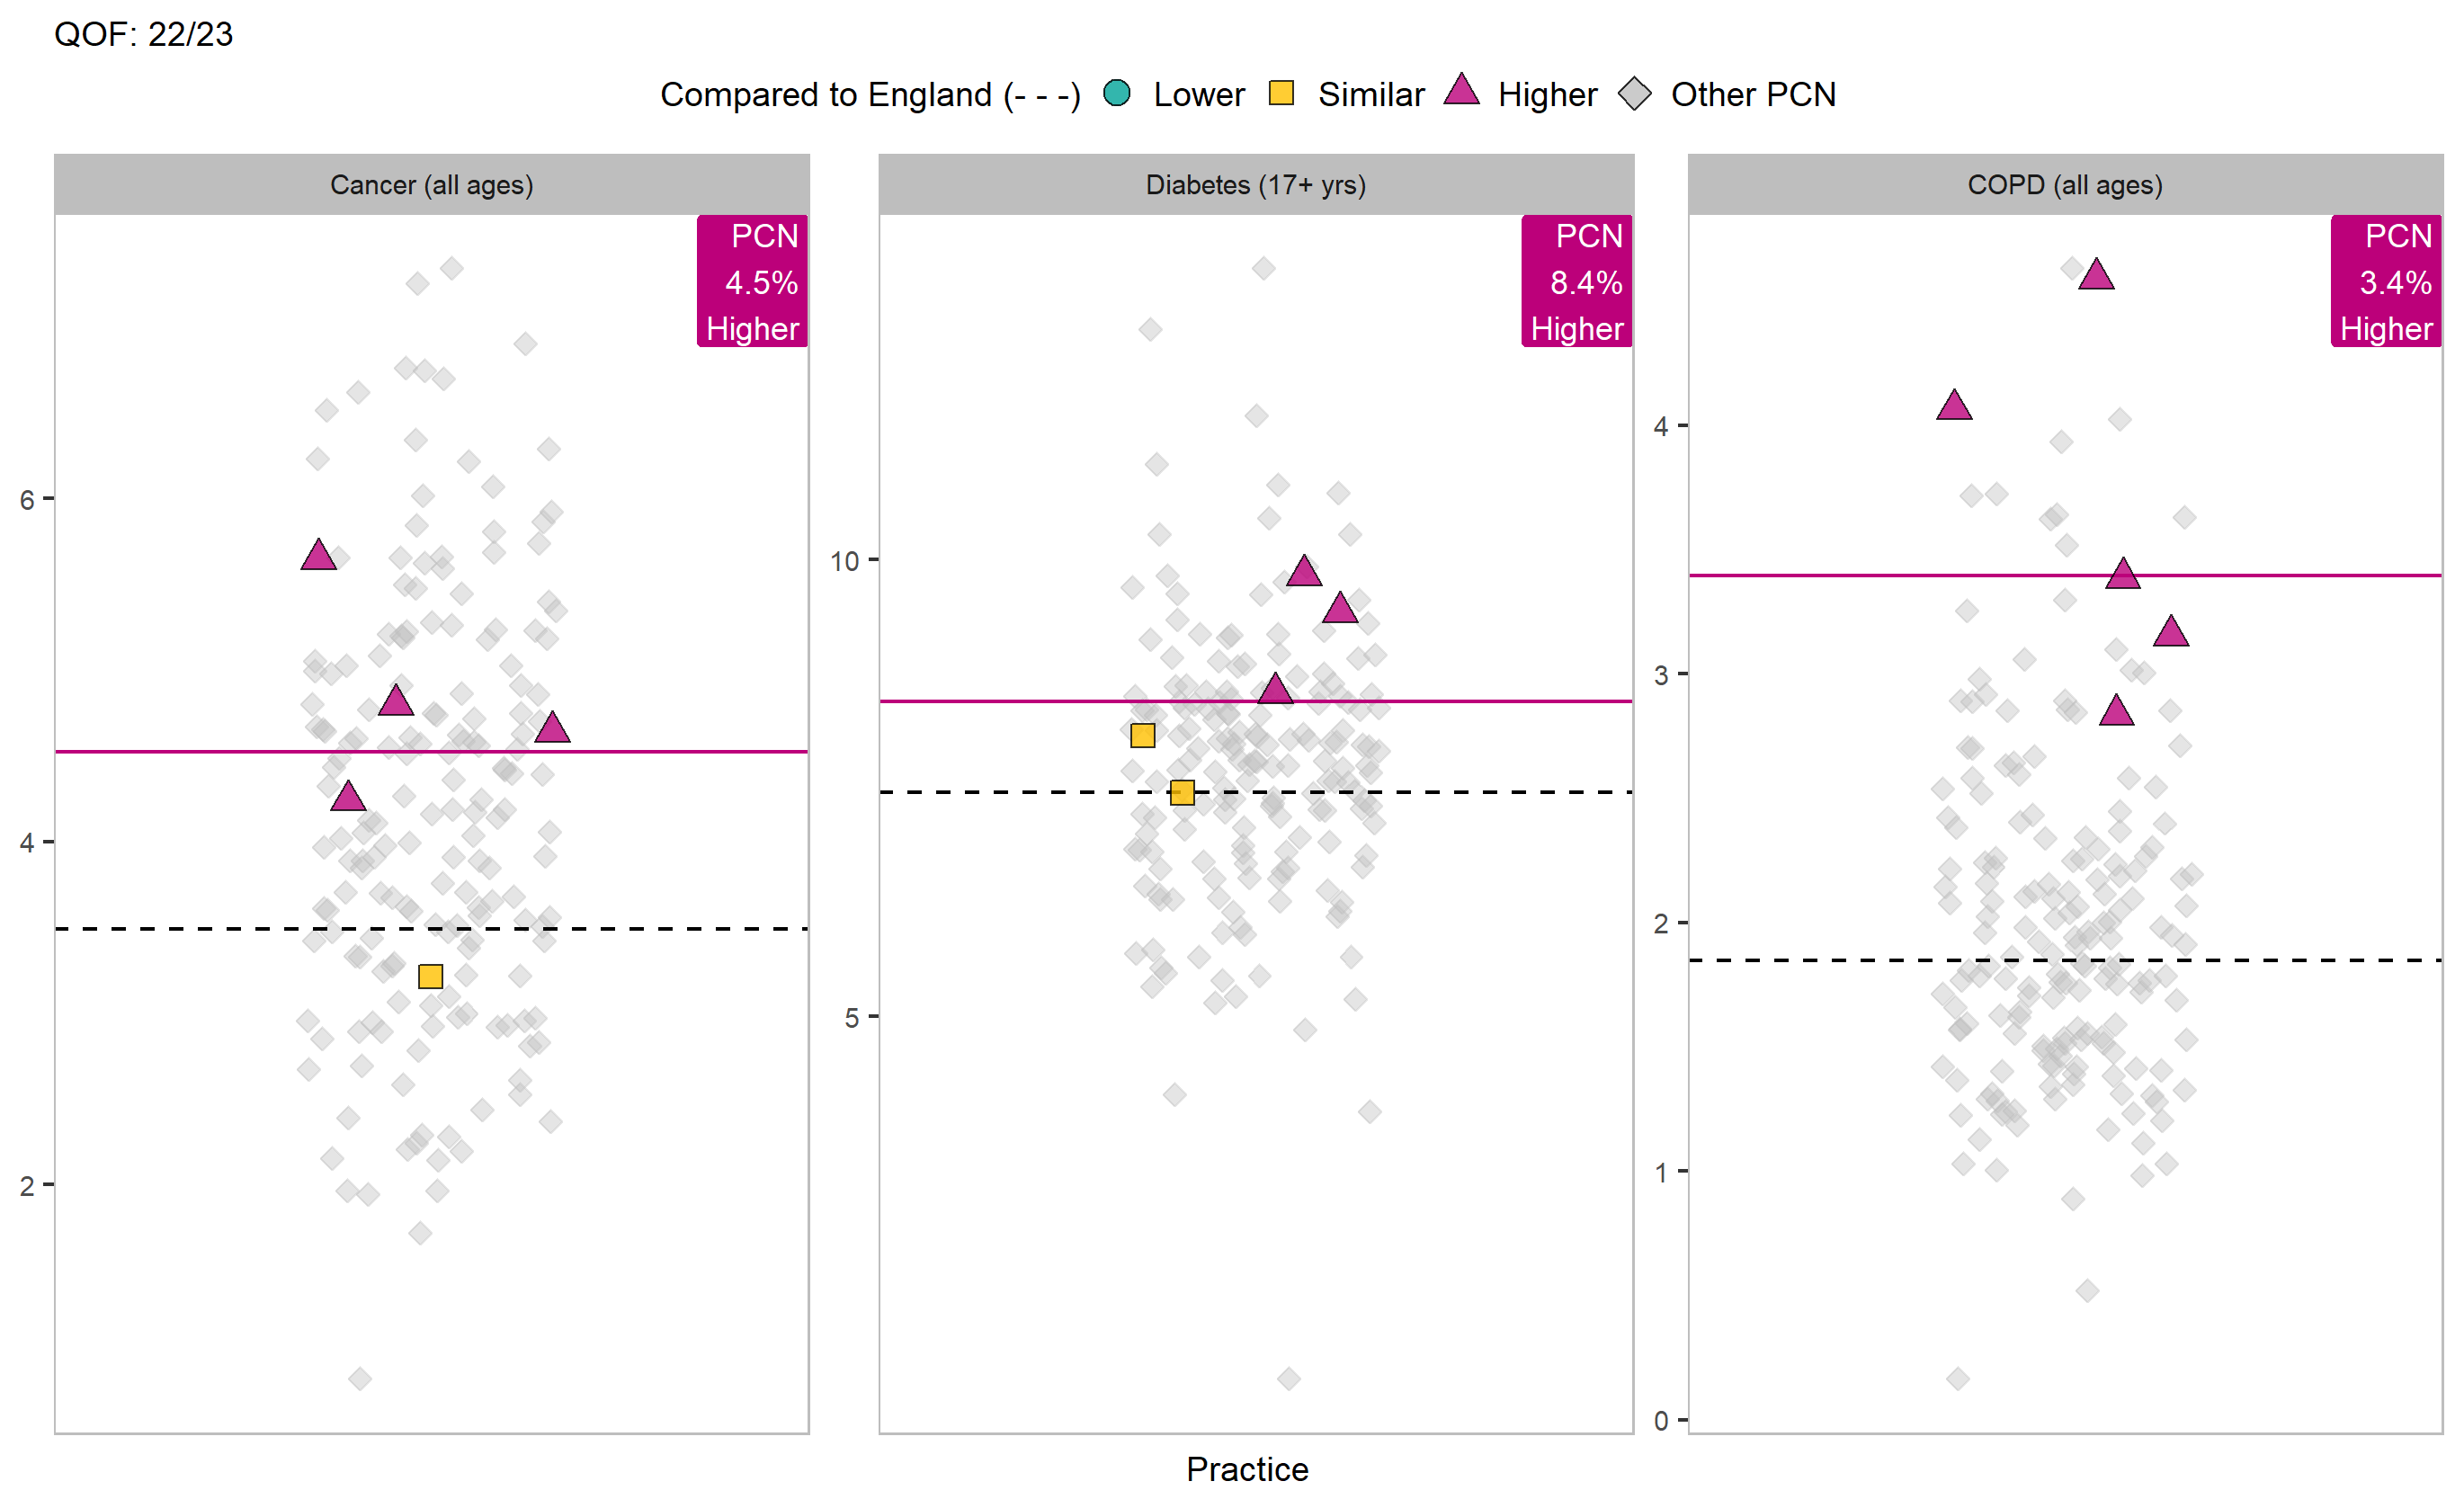 QOF: 22/23
Compared to England (- - -) Lower Similar Higher Other PCN
Cancer (all ages)
Diabetes (17+ yrs)
COPD (all ages)
PCN
4.5%
Higher
PCN
8.4%
Higher
PCN
3.4%
Higher
6
4
2
10
5
4
3
2
1
0
Practice